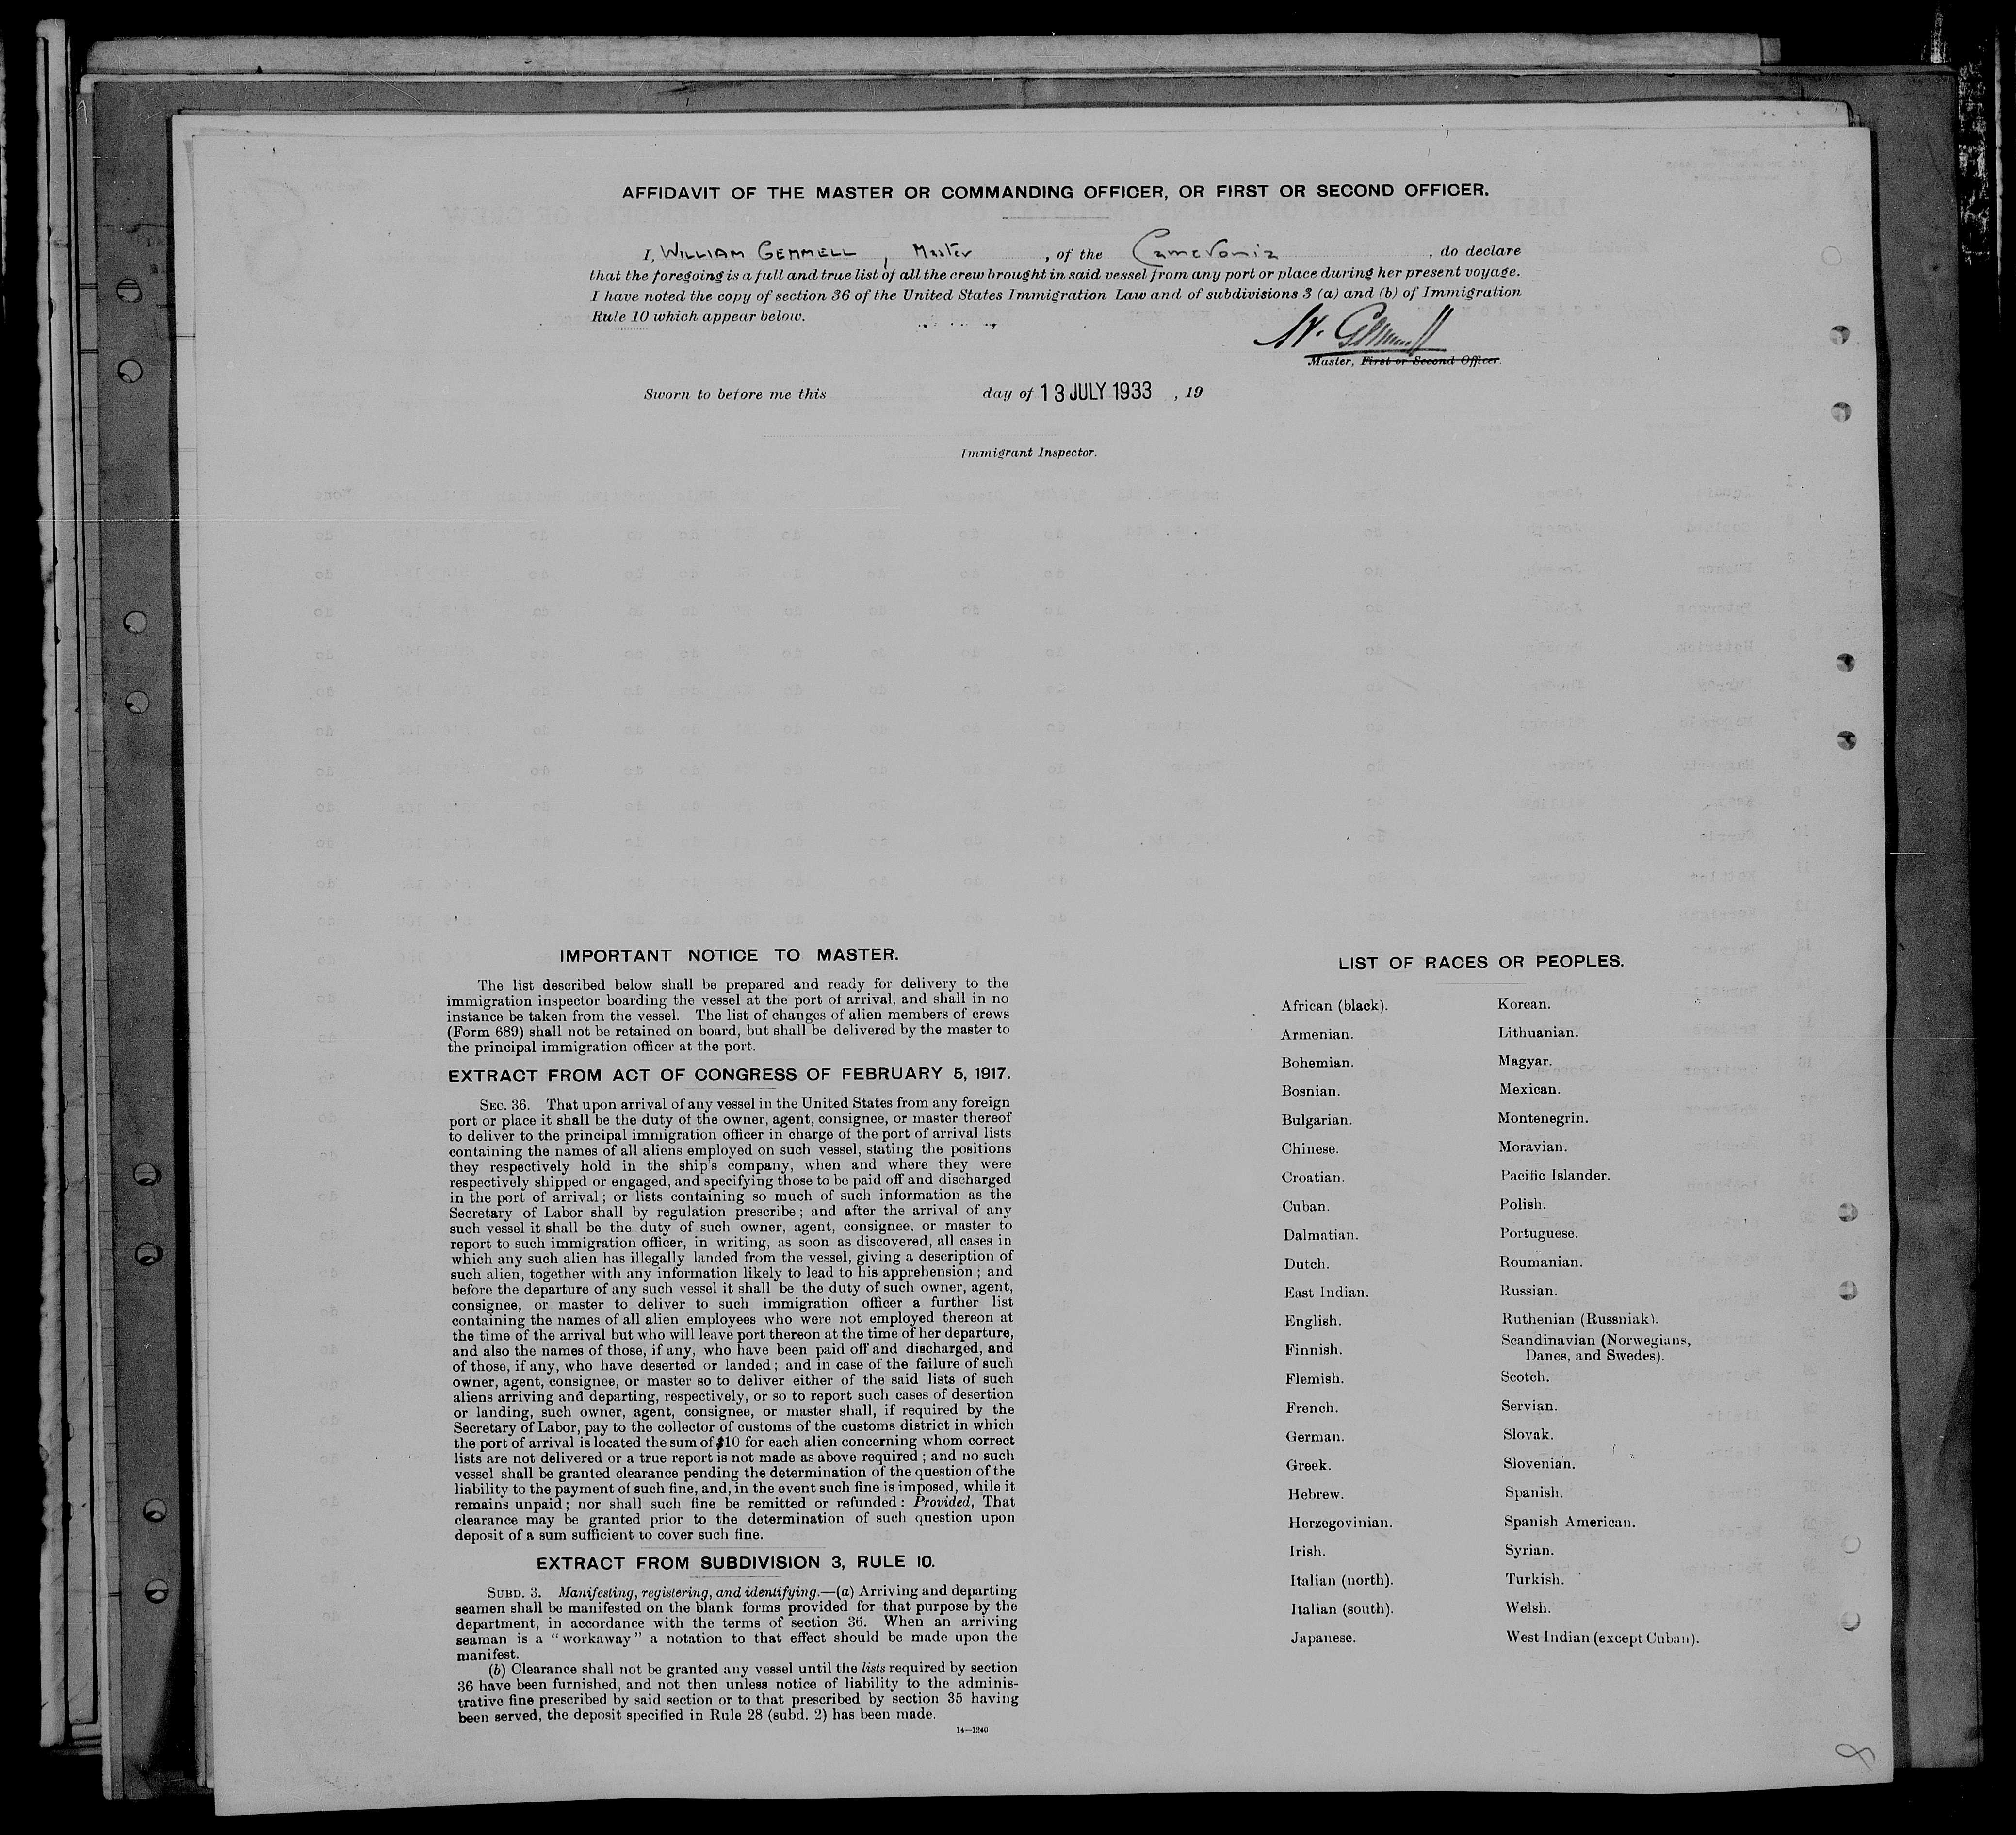 AFFIDAVIT OF THE MASTER OR COMMANDING OFFICER, OR FIRST OR SECOND OFFICER.
I, WILLIAM GEMMELL, Master, of the Cameronia, do declare
that the foregoing is a full and true list of all the crew brought in said vessel from any port or place during her present voyage.
I have noted the copy of section 36 of the United States Immigration Law and of subdivisions 3 (a) and (b) of Immigration
Rule 10 which appear below.
W. Gemmell
Master, First or Second Officer.
Sworn to before me this day of 13 JULY 1933, 19
Immigrant Inspector.
IMPORTANT NOTICE TO MASTER.
The list described below shall be prepared and ready for delivery to the
immigration inspector boarding the vessel at the port of arrival, and shall in no
instance be taken from the vessel. The list of changes of alien members of crews
(Form 689) shall not be retained on board, but shall be delivered by the master to
the principal immigration officer at the port.
EXTRACT FROM ACT OF CONGRESS OF FEBRUARY 5, 1917.
SEC. 36. That upon arrival of any vessel in the United States from any foreign
port or place it shall be the duty of the owner, agent, consignee, or master thereof
to deliver to the principal immigration officer in charge of the port of arrival lists
containing the names of all aliens employed on such vessel, stating the positions
they respectively hold in the ship's company, when and where they were
respectively shipped or engaged, and specifying those to be paid off and discharged
in the port of arrival; or lists containing so much of such information as the
Secretary of Labor shall by regulation prescribe; and after the arrival of any
such vessel it shall be the duty of such owner, agent, consignee, or master to
report to such immigration officer, in writing, as soon as discovered, all cases in
which any such alien has illegally landed from the vessel, giving a description of
such alien, together with any information likely to lead to his apprehension; and
before the departure of any such vessel it shall be the duty of such owner, agent,
consignee, or master to deliver to such immigration officer a further list
containing the names of all alien employees who were not employed thereon at
the time of the arrival but who will leave port thereon at the time of her departure,
and also the names of those, if any, who have been paid off and discharged, and
of those, if any, who have deserted or landed; and in case of the failure of such
owner, agent, consignee, or master so to deliver either of the said lists of such
aliens arriving and departing, respectively, or so to report such cases of desertion
or landing, such owner, agent, consignee, or master shall, if required by the
Secretary of Labor, pay to the collector of customs of the customs district in which
the port of arrival is located the sum of $10 for each alien concerning whom correct
lists are not delivered or a true report is not made as above required; and no such
vessel shall be granted clearance pending the determination of the question of the
liability to the payment of such fine, and, in the event such fine is imposed, while it
remains unpaid; nor shall such fine be remitted or refunded: Provided, That
clearance may be granted prior to the determination of such question upon
deposit of a sum sufficient to cover such fine.
EXTRACT FROM SUBDIVISION 3, RULE 10.
SUBD. 3. Manifesting, registering, and identifying.—(a) Arriving and departing
seamen shall be manifested on the blank forms provided for that purpose by the
department, in accordance with the terms of section 36. When an arriving
seaman is a "workaway" a notation to that effect should be made upon the
manifest.
(b) Clearance shall not be granted any vessel until the lists required by section
36 have been furnished, and not then unless notice of liability to the adminis-
trative fine prescribed by said section or to that prescribed by section 35 having
been served, the deposit specified in Rule 28 (subd. 2) has been made.
14—1240
LIST OF RACES OR PEOPLES.
African (black).
Armenian.
Bohemian.
Bosnian.
Bulgarian.
Chinese.
Croatian.
Cuban.
Dalmatian.
Dutch.
East Indian.
English.
Finnish.
Flemish.
French.
German.
Greek.
Hebrew.
Herzegovinian.
Irish.
Italian (north).
Italian (south).
Japanese.
Korean.
Lithuanian.
Magyar.
Mexican.
Montenegrin.
Moravian.
Pacific Islander.
Polish.
Portuguese.
Roumanian.
Russian.
Ruthenian (Russniak).
Scandinavian (Norwegians,
Danes, and Swedes).
Scotch.
Servian.
Slovak.
Slovenian.
Spanish.
Spanish American.
Syrian.
Turkish.
Welsh.
West Indian (except Cuban).
8